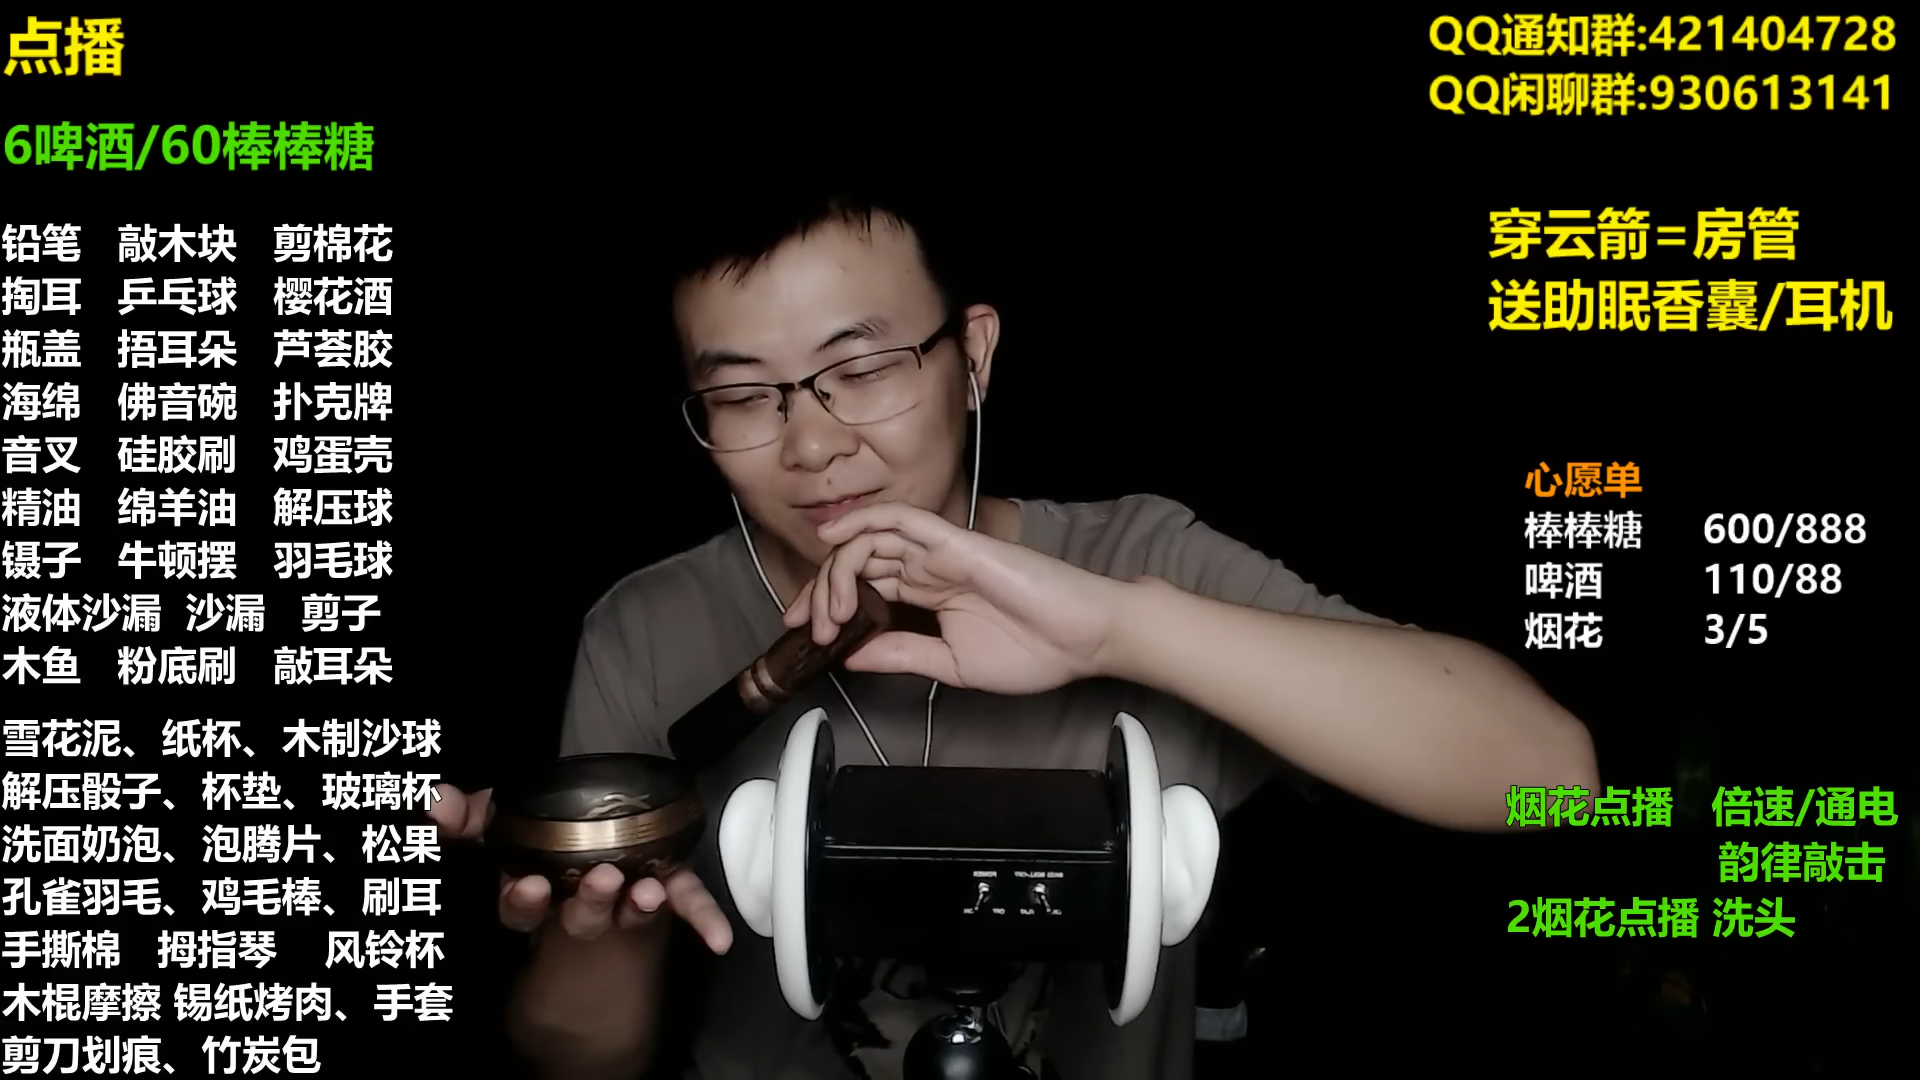 点播
6啤酒/60棒棒糖
铅笔 敲木块 剪棉花
掏耳 乒乓球 樱花酒
瓶盖 捂耳朵 芦荟胶
海绵 佛音碗 扑克牌
音叉 硅胶刷 鸡蛋壳
精油 绵羊油 解压球
镊子 牛顿摆 羽毛球
液体沙漏 沙漏 剪子
木鱼 粉底刷 敲耳朵
雪花泥、纸杯、木制沙球
解压骰子、杯垫、玻璃杯
洗面奶泡、泡腾片、松果
孔雀羽毛、鸡毛棒、刷耳
手撕棉 拇指琴 风铃杯
木棍摩擦 锡纸烤肉、手套
剪刀划痕、竹炭包
QQ通知群:421404728
QQ闲聊群:930613141
穿云箭=房管
送助眠香囊/耳机
心愿单
棒棒糖 600/888
啤酒 110/88
烟花 3/5
烟花点播 倍速/通电
韵律敲击
2烟花点播 洗头